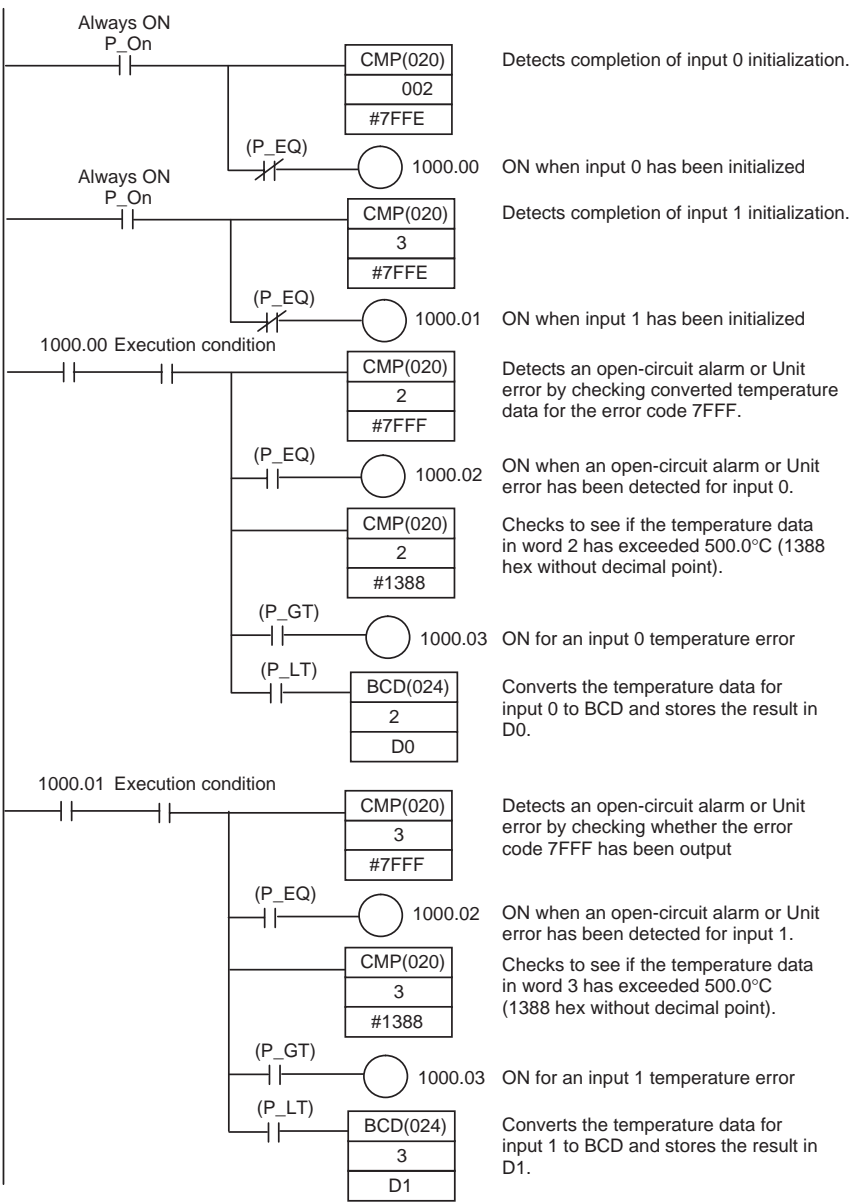 Always ON
P_On
CMP(020)
002
#7FFE
Detects completion of input 0 initialization.
(P_EQ)
1000.00
ON when input 0 has been initialized
Always ON
P_On
CMP(020)
3
#7FFE
Detects completion of input 1 initialization.
(P_EQ)
1000.01
ON when input 1 has been initialized
1000.00 Execution condition
CMP(020)
2
#7FFF
Detects an open-circuit alarm or Unit
error by checking converted temperature
data for the error code 7FFF.
(P_EQ)
1000.02
ON when an open-circuit alarm or Unit
error has been detected for input 0.
CMP(020)
2
#1388
Checks to see if the temperature data
in word 2 has exceeded 500.0°C (1388
hex without decimal point).
(P_GT)
1000.03
ON for an input 0 temperature error
(P_LT)
BCD(024)
2
D0
Converts the temperature data for
input 0 to BCD and stores the result in
D0.
1000.01 Execution condition
CMP(020)
3
#7FFF
Detects an open-circuit alarm or Unit
error by checking whether the error
code 7FFF has been output
(P_EQ)
1000.02
ON when an open-circuit alarm or Unit
error has been detected for input 1.
CMP(020)
3
#1388
Checks to see if the temperature data
in word 3 has exceeded 500.0°C
(1388 hex without decimal point).
(P_GT)
1000.03
ON for an input 1 temperature error
(P_LT)
BCD(024)
3
D1
Converts the temperature data for
input 1 to BCD and stores the result in
D1.